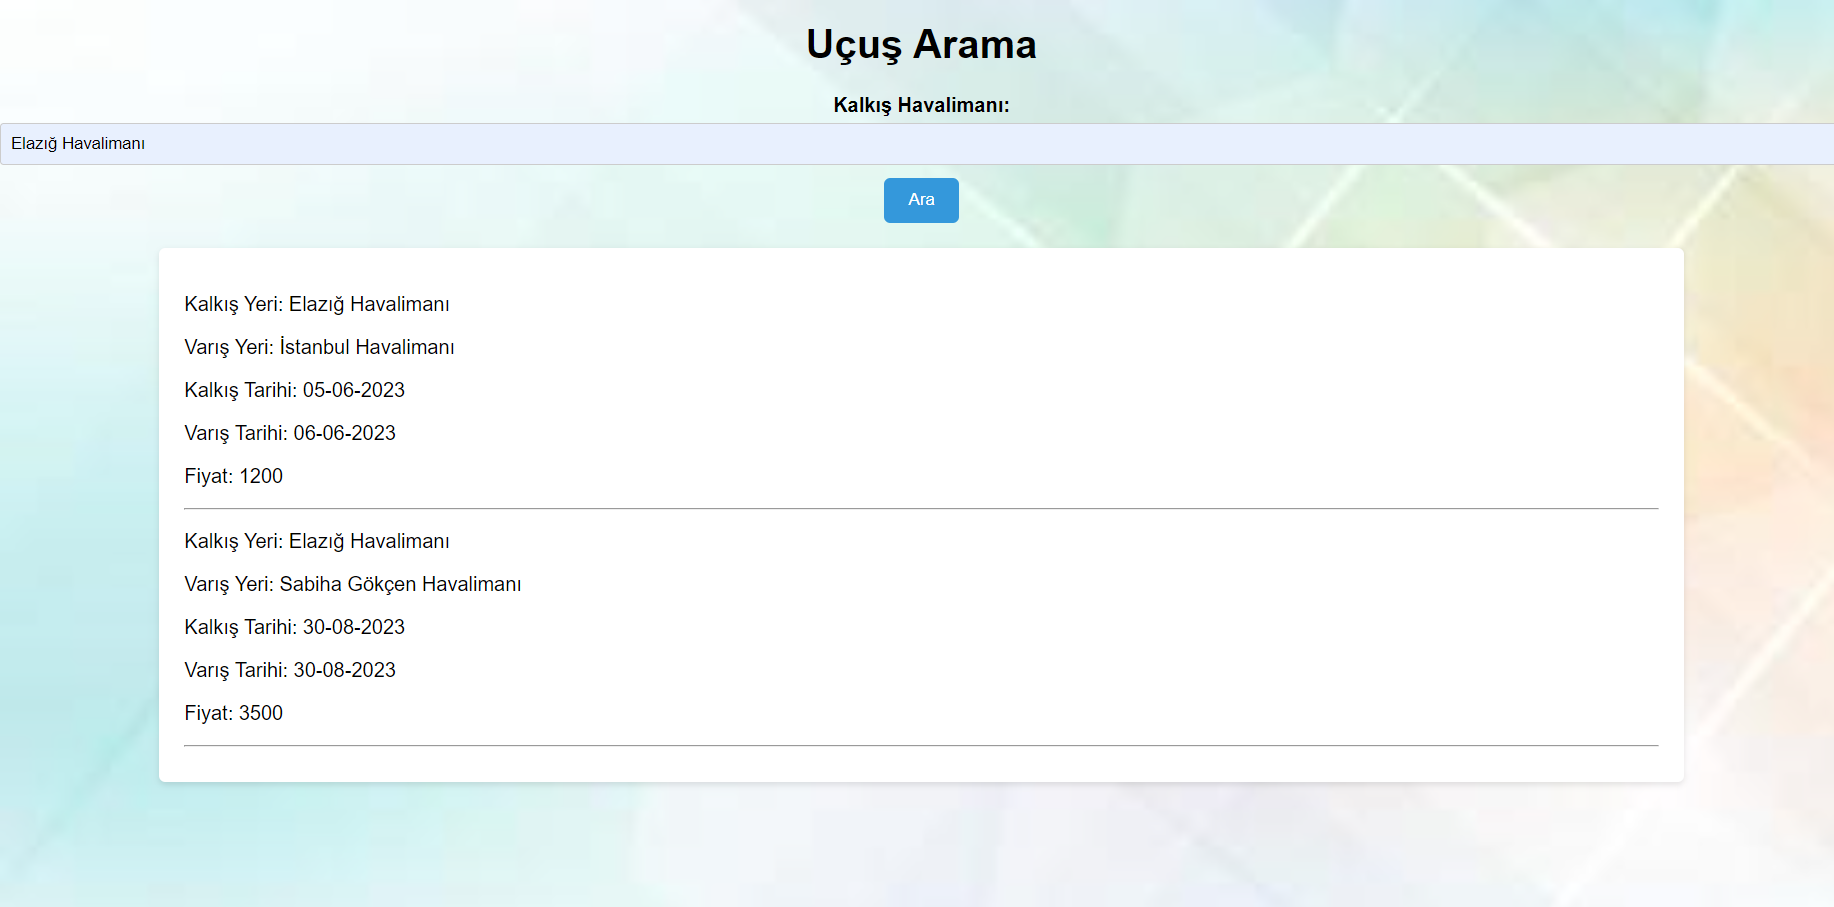 Uçuş Arama
Kalkış Havalimanı:
Elazığ Havalimanı
Ara
Kalkış Yeri: Elazığ Havalimanı
Varış Yeri: İstanbul Havalimanı
Kalkış Tarihi: 05-06-2023
Varış Tarihi: 06-06-2023
Fiyat: 1200
Kalkış Yeri: Elazığ Havalimanı
Varış Yeri: Sabiha Gökçen Havalimanı
Kalkış Tarihi: 30-08-2023
Varış Tarihi: 30-08-2023
Fiyat: 3500